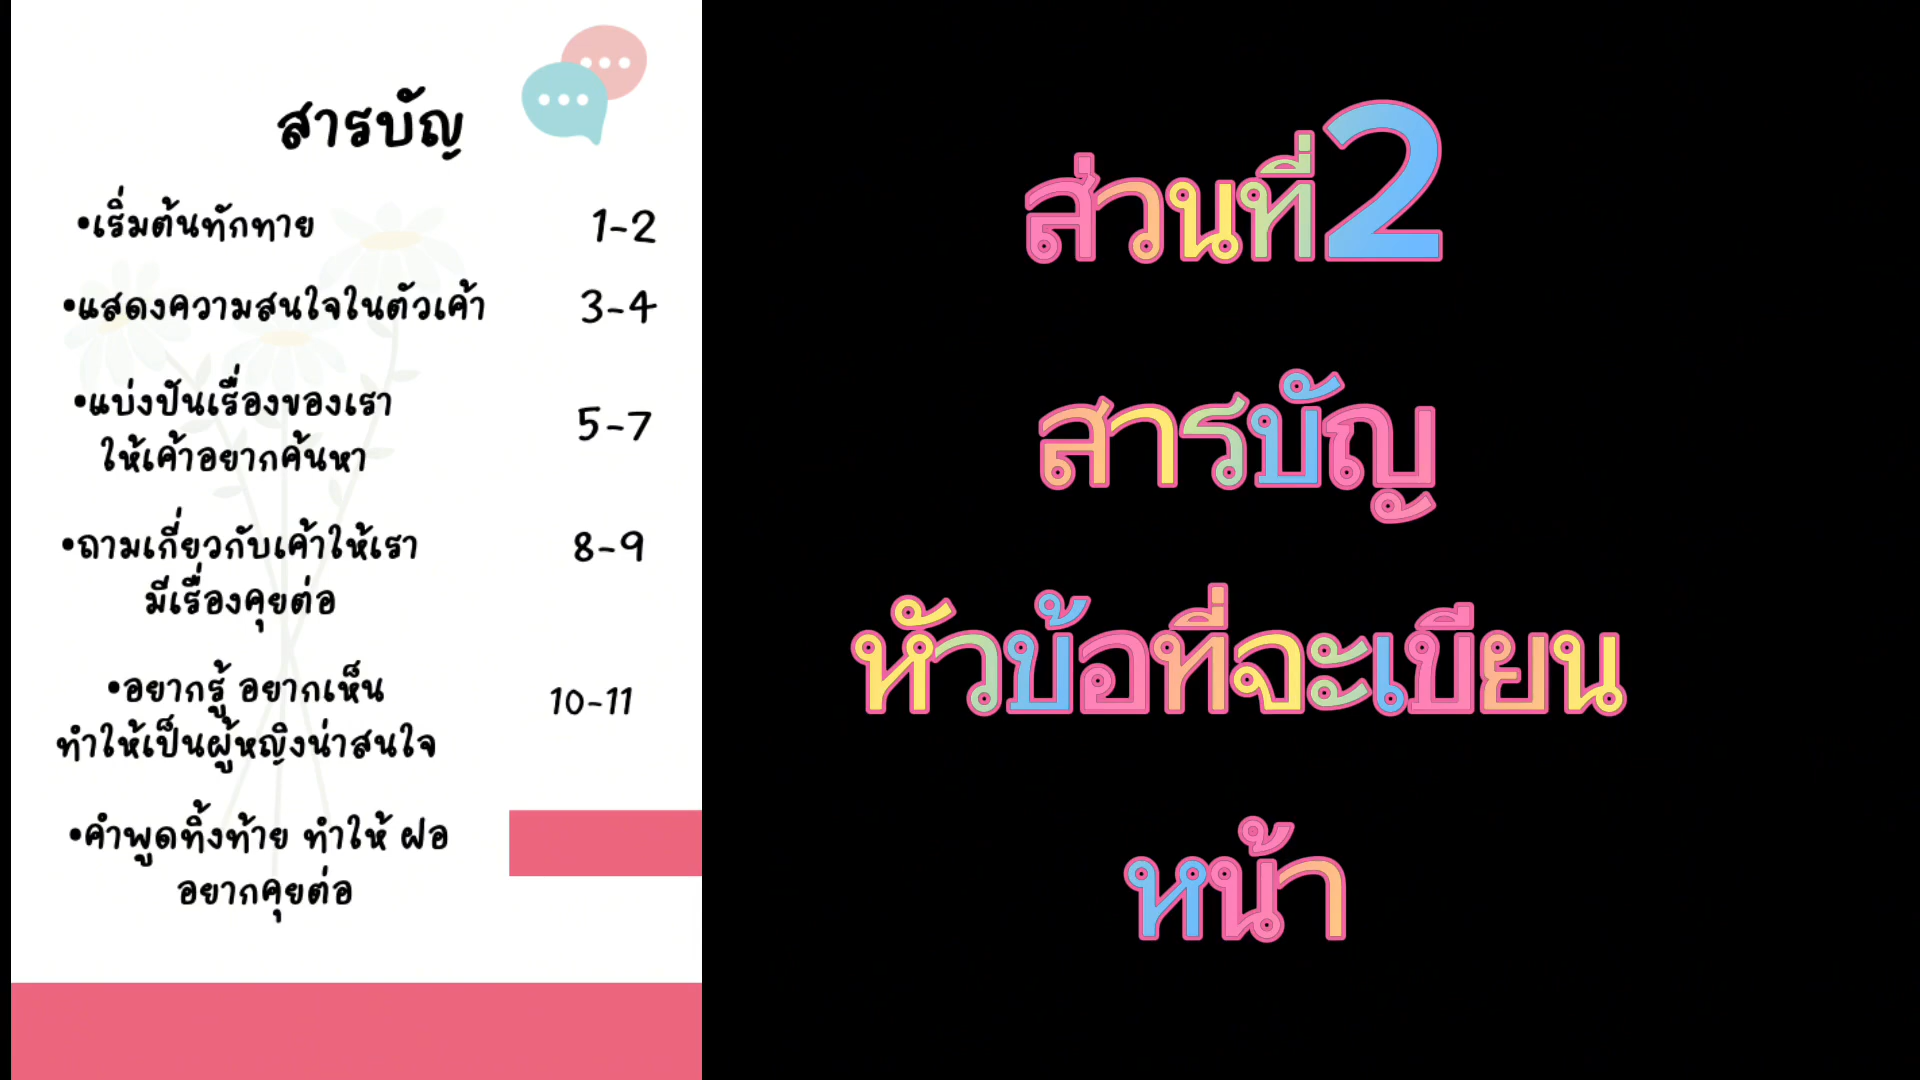 สารบัญ
•เริ่มต้นทักทาย 1-2
•แสดงความสนใจในตัวเค้า 3-4
•แบ่งปันเรื่องของเรา
ให้เค้าอยากค้นหา 5-7
•ถามเกี่ยวกับเค้าให้เรา 8-9
มีเรื่องคุยต่อ
•อยากรู้ อยากเห็น 10-11
ทำให้เป็นผู้หญิงน่าสนใจ
•คำพูดทิ้งท้าย ทำให้ ฝอ
อยากคุยต่อ
ส่วนที่2
สารบัญ
หัวบ้อที่จะเบียน
หน้า